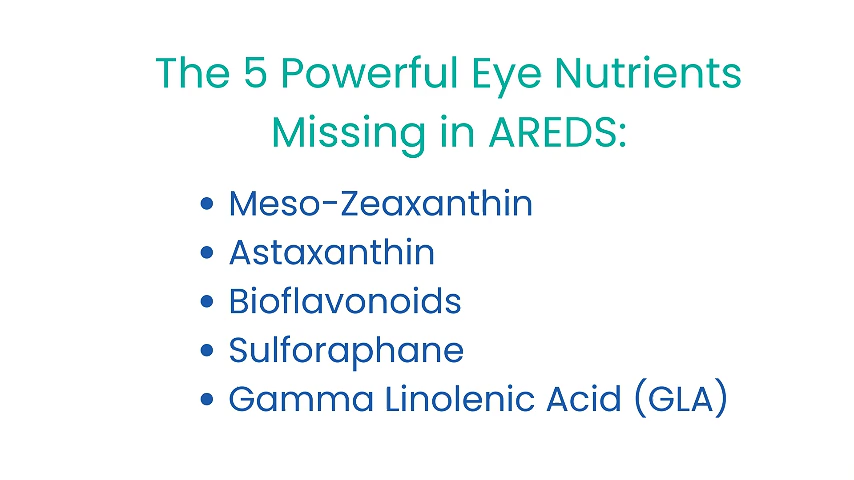 The 5 Powerful Eye Nutrients
Missing in AREDS:
• Meso-Zeaxanthin
• Astaxanthin
• Bioflavonoids
• Sulforaphane
• Gamma Linolenic Acid (GLA)